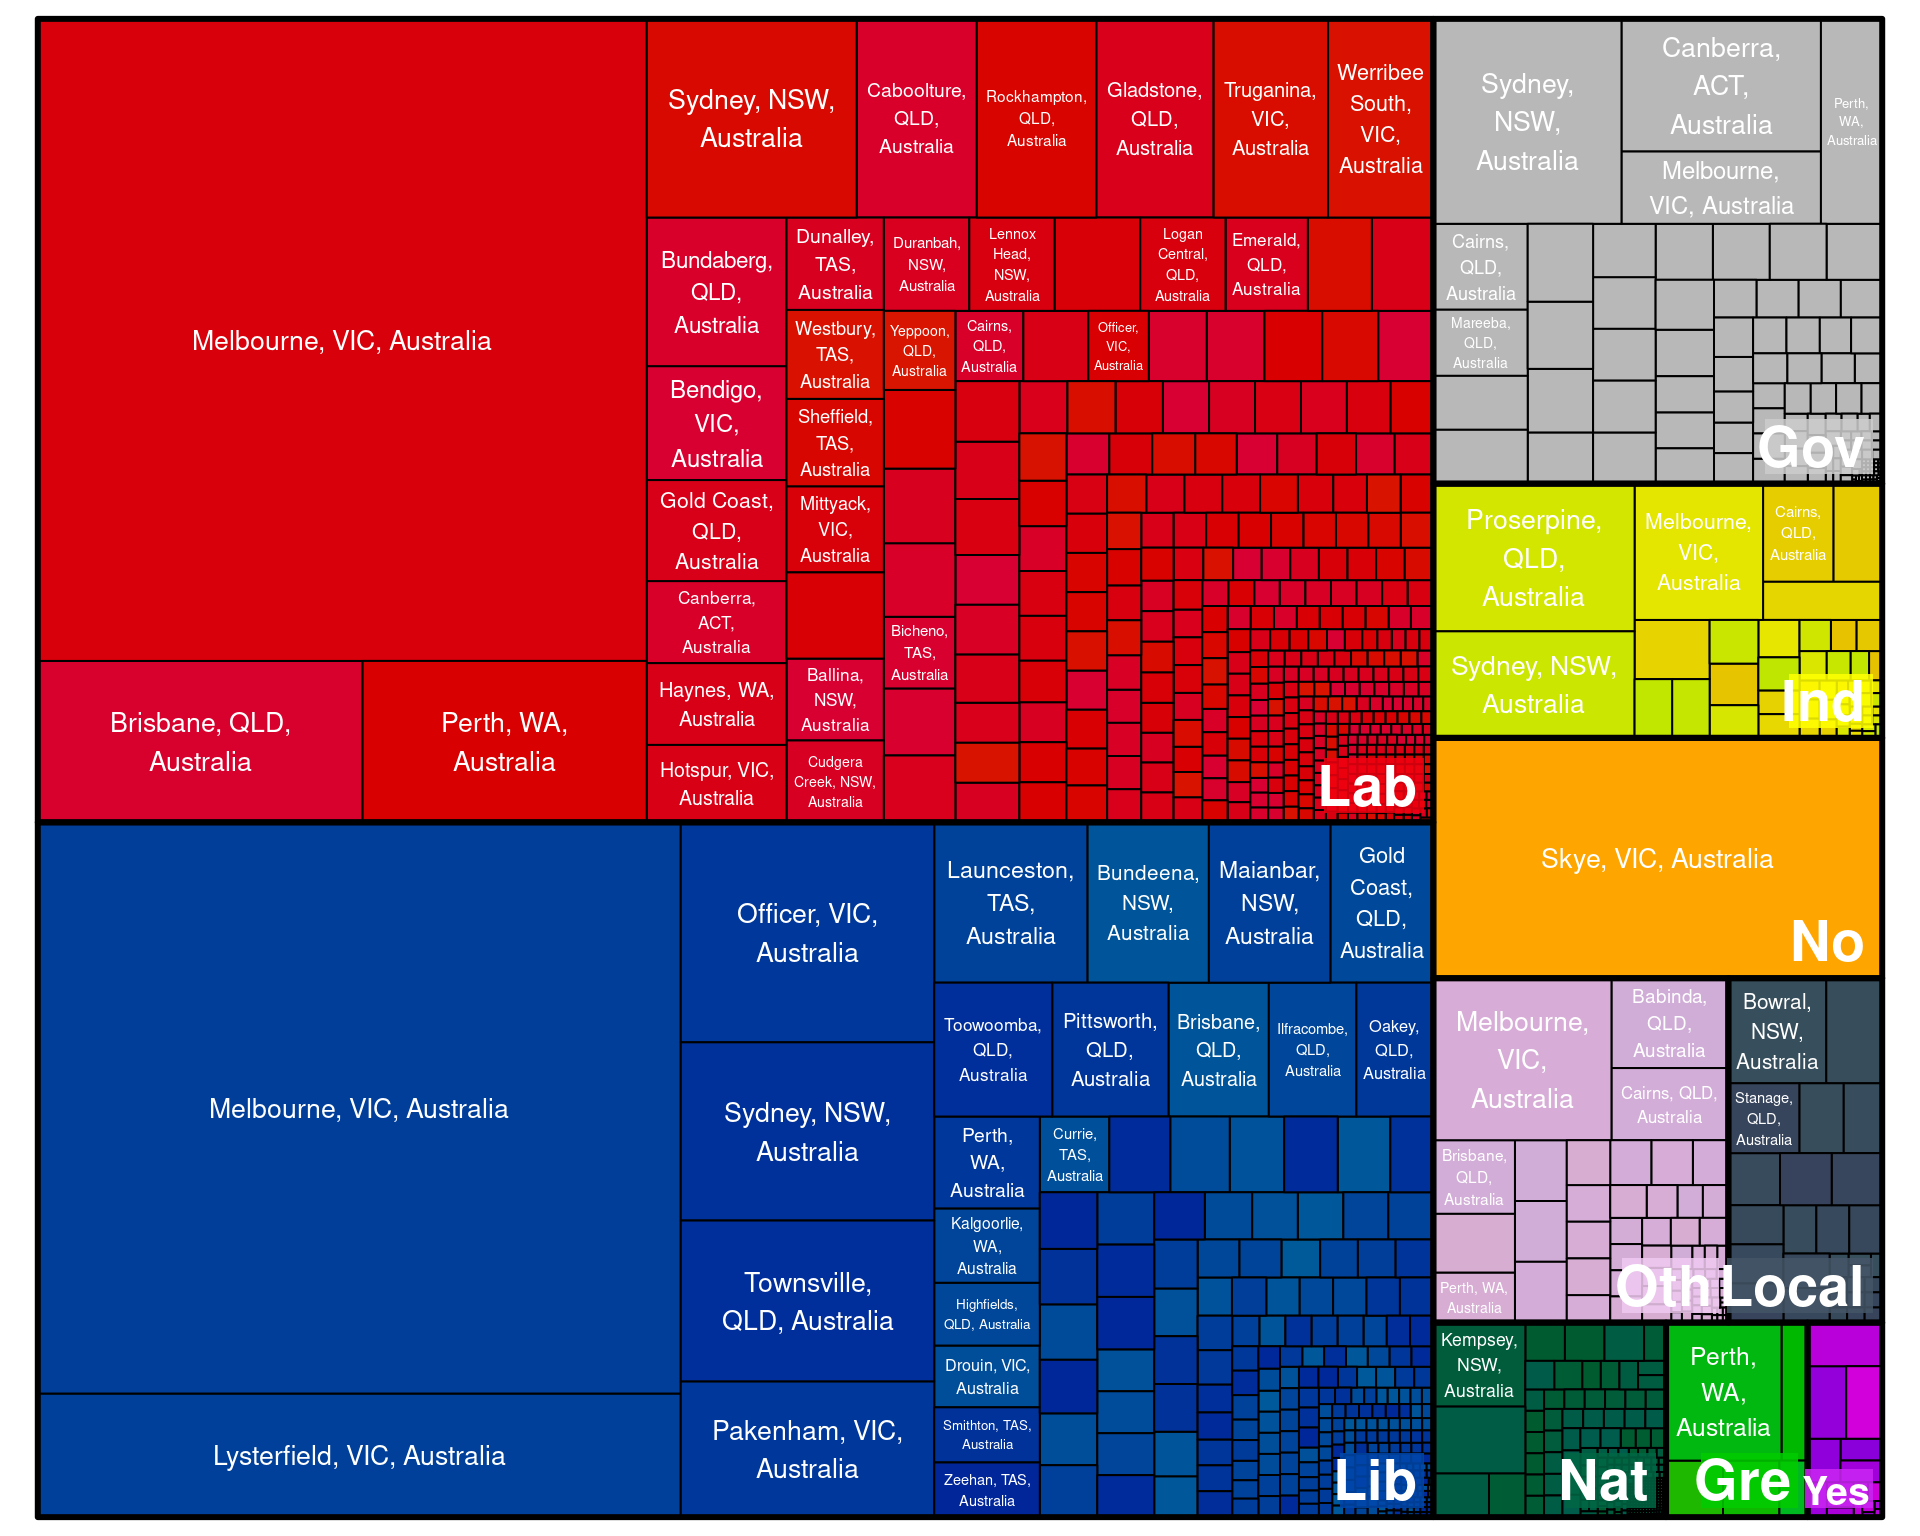 Melbourne, VIC, Australia
Brisbane, QLD,
Australia
Perth, WA,
Australia
Sydney, NSW,
Australia
Caboolture,
QLD,
Australia
Rockhampton,
QLD,
Australia
Gladstone,
QLD,
Australia
Truganina,
VIC,
Australia
Werribee
South,
VIC,
Australia
Bundaberg,
QLD,
Australia
Bendigo,
VIC,
Australia
Gold Coast,
QLD,
Australia
Canberra,
ACT,
Australia
Haynes, WA,
Australia
Hotspur, VIC,
Australia
Dunalley,
TAS,
Australia
Westbury,
TAS,
Australia
Sheffield,
TAS,
Australia
Mittyack,
VIC,
Australia
Ballina,
NSW,
Australia
Cudgera
Creek, NSW,
Australia
Duranbah,
NSW,
Australia
Lennox
Head,
NSW,
Australia
Logan
Central,
QLD,
Australia
Emerald,
QLD,
Australia
Yeppoon,
QLD,
Australia
Cairns,
QLD,
Australia
Officer,
VIC,
Australia
Bicheno,
TAS,
Australia
Lab
Melbourne, VIC, Australia
Lysterfield, VIC, Australia
Officer, VIC,
Australia
Sydney, NSW,
Australia
Townsville,
QLD, Australia
Pakenham, VIC,
Australia
Launceston,
TAS,
Australia
Bundeena,
NSW,
Australia
Maianbar,
NSW,
Australia
Gold
Coast,
QLD,
Australia
Toowoomba,
QLD,
Australia
Pittsworth,
QLD,
Australia
Brisbane,
QLD,
Australia
Ilfracombe,
QLD,
Australia
Oakey,
QLD,
Australia
Perth,
WA,
Australia
Currie,
TAS,
Australia
Kalgoorlie,
WA,
Australia
Highfields,
QLD, Australia
Drouin, VIC,
Australia
Smithton, TAS,
Australia
Zeehan, TAS,
Australia
Lib
Sydney,
NSW,
Australia
Canberra,
ACT,
Australia
Melbourne,
VIC, Australia
Perth,
WA,
Australia
Cairns,
QLD,
Australia
Mareeba,
QLD,
Australia
Gov
Proserpine,
QLD,
Australia
Sydney, NSW,
Australia
Melbourne,
VIC,
Australia
Cairns,
QLD,
Australia
Ind
Skye, VIC, Australia
No
Melbourne,
VIC,
Australia
Babinda,
QLD,
Australia
Cairns, QLD,
Australia
Brisbane,
QLD,
Australia
Perth, WA,
Australia
Oth
Bowral,
NSW,
Australia
Stanage,
QLD,
Australia
Local
Kempsey,
NSW,
Australia
Nat
Perth,
WA,
Australia
Gre
Yes